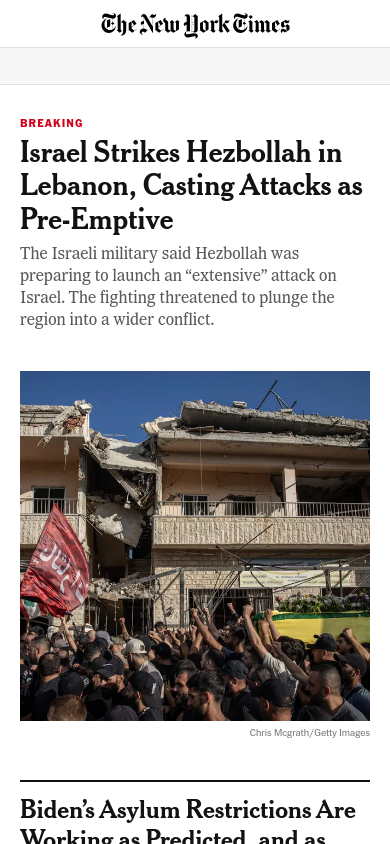 The New York Times
BREAKING
Israel Strikes Hezbollah in
Lebanon, Casting Attacks as
Pre-Emptive
The Israeli military said Hezbollah was
preparing to launch an “extensive” attack on
Israel. The fighting threatened to plunge the
region into a wider conflict.
Chris Mcgrath/Getty Images
Biden’s Asylum Restrictions Are
Working as Predicted, and as